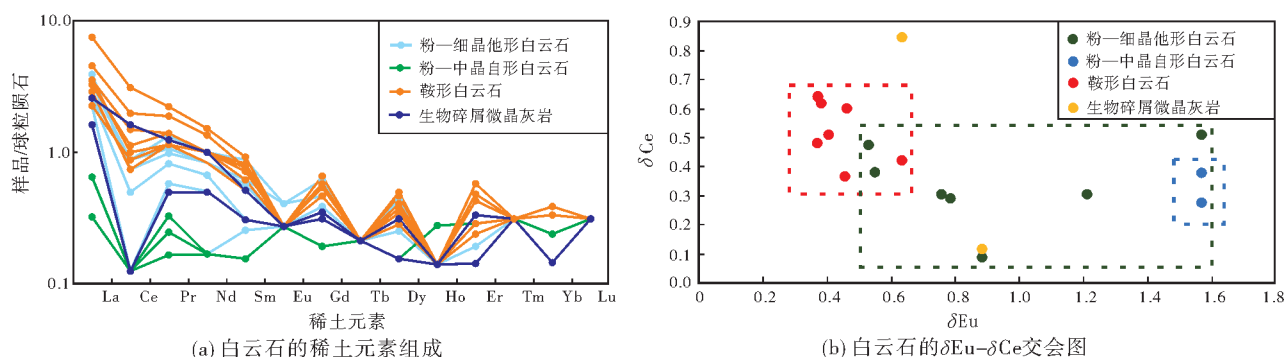 10.0
1.0
0.1
样品/球粒陨石
粉—细晶他形白云石
粉—中晶自形白云石
鞍形白云石
生物碎屑微晶灰岩
La Ce Pr Nd Sm Eu Gd Tb Dy Ho Er Tm Yb Lu
稀土元素
(a) 白云石的稀土元素组成
0.9
0.8
0.7
0.6
0.5
0.4
0.3
0.2
0.1
0.0
δCe
粉—细晶他形白云石
粉—中晶自形白云石
鞍形白云石
生物碎屑微晶灰岩
0 0.2 0.4 0.6 0.8 1.0 1.2 1.4 1.6 1.8
δEu
(b) 白云石的δEu-δCe交会图